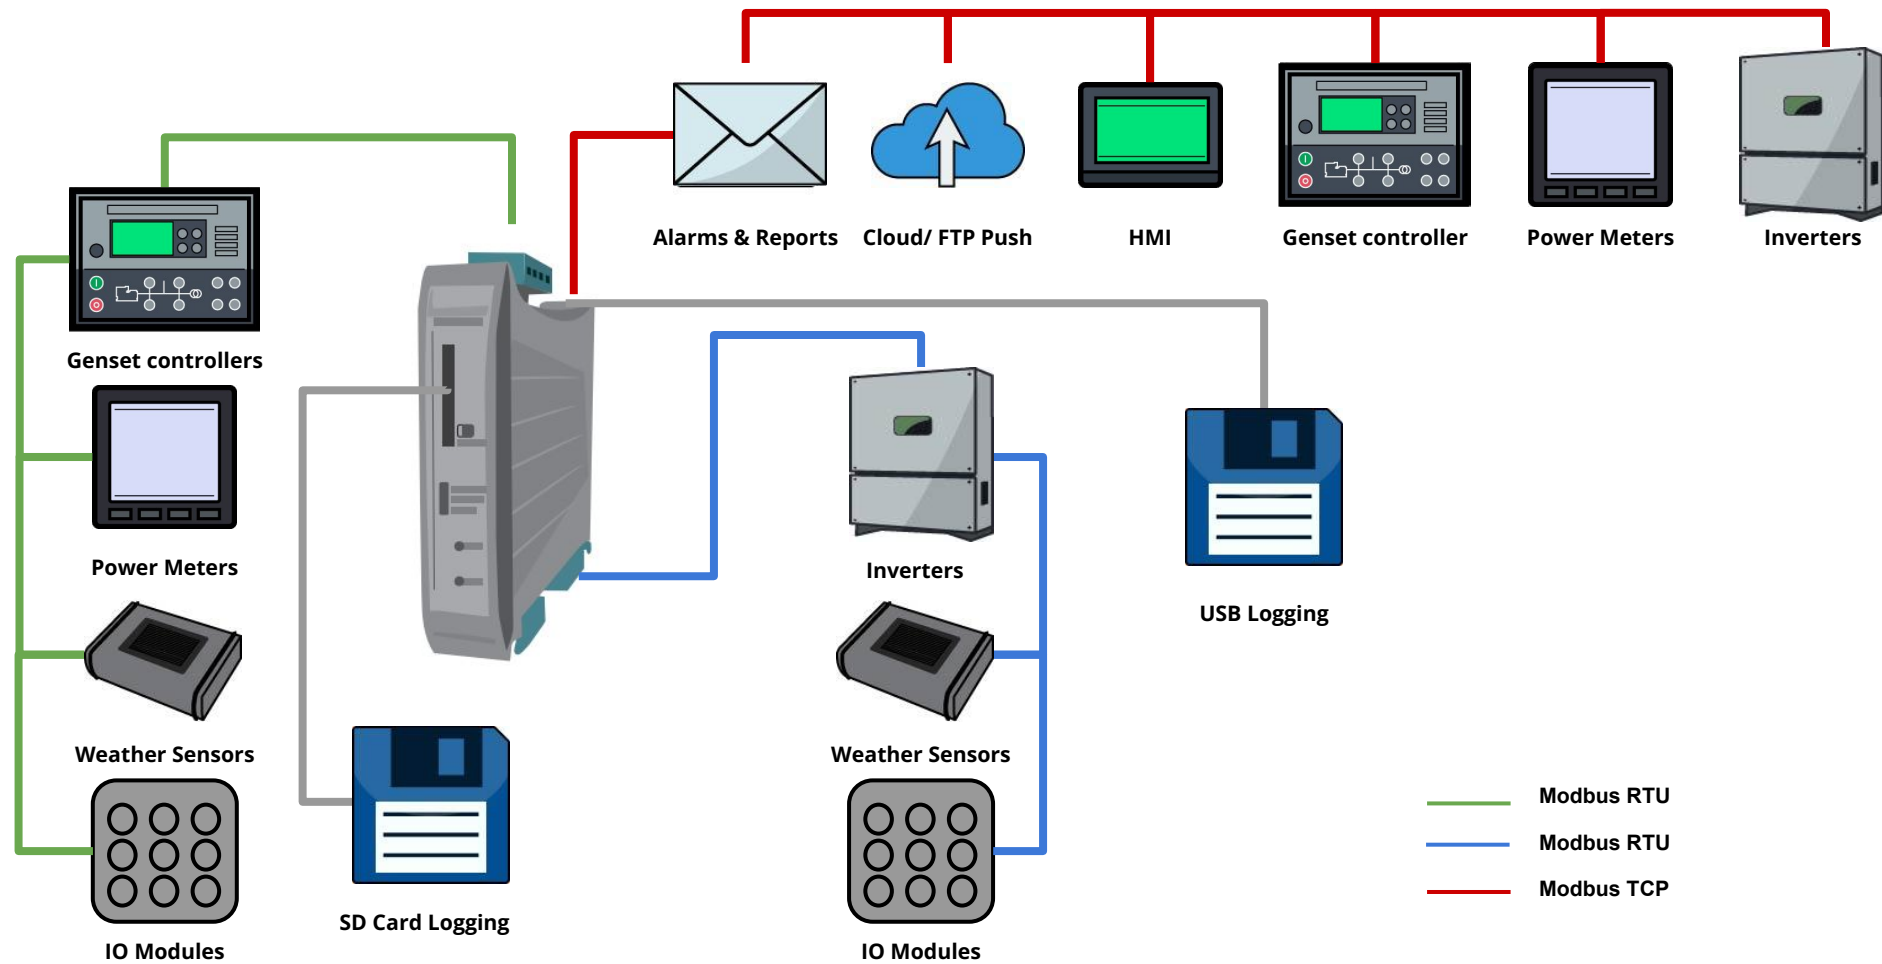 Alarms & Reports
Cloud/ FTP Push
HMI
Genset controller
Power Meters
Inverters
Genset controllers
Power Meters
Weather Sensors
IO Modules
SD Card Logging
Inverters
Weather Sensors
IO Modules
USB Logging
Modbus RTU
Modbus RTU
Modbus TCP